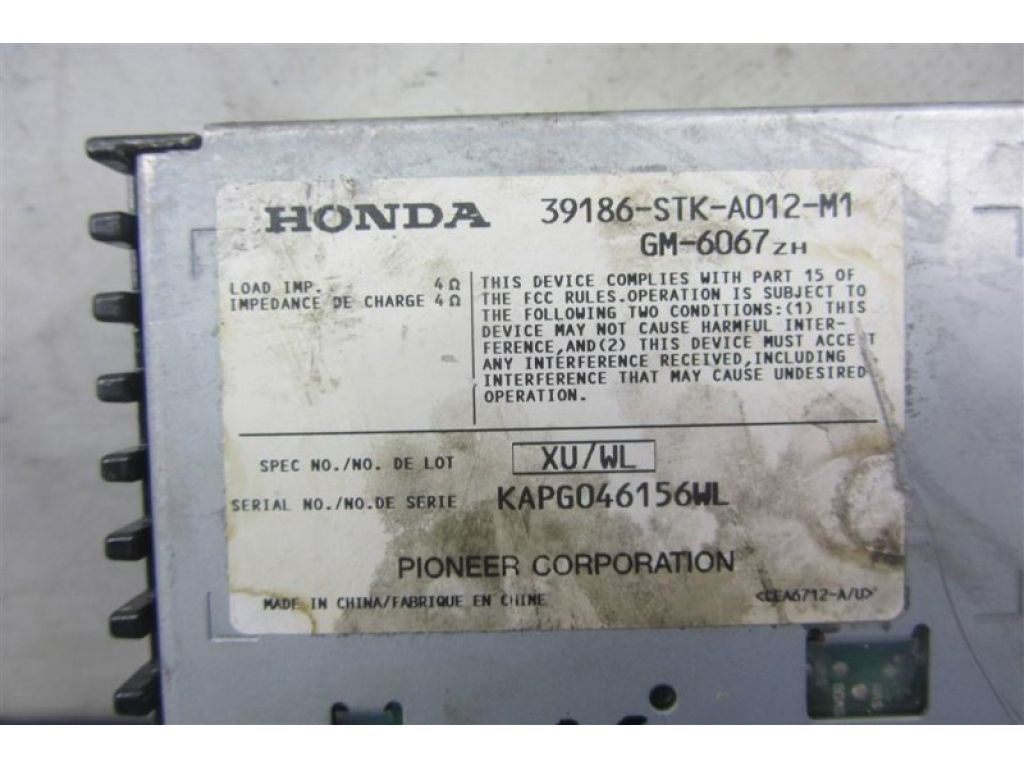 HONDA 39186-STK-A012-M1
GM-6067 ZH
LOAD IMP. 4Ω
IMPEDANCE DE CHARGE 4Ω
THIS DEVICE COMPLIES WITH PART 15 OF
THE FCC RULES.OPERATION IS SUBJECT TO
THE FOLLOWING TWO CONDITIONS:(1) THIS
DEVICE MAY NOT CAUSE HARMFUL INTER-
FERENCE,AND(2) THIS DEVICE MUST ACCEPT
ANY INTERFERENCE RECEIVED,INCLUDING
INTERFERENCE THAT MAY CAUSE UNDESIRED
OPERATION.
SPEC NO./NO. DE LOT XU/WL
SERIAL NO./NO.DE SERIE KAPG046156WL
PIONEER CORPORATION
MADE IN CHINA/FABRIQUE EN CHINE <CEA6712-A/U>